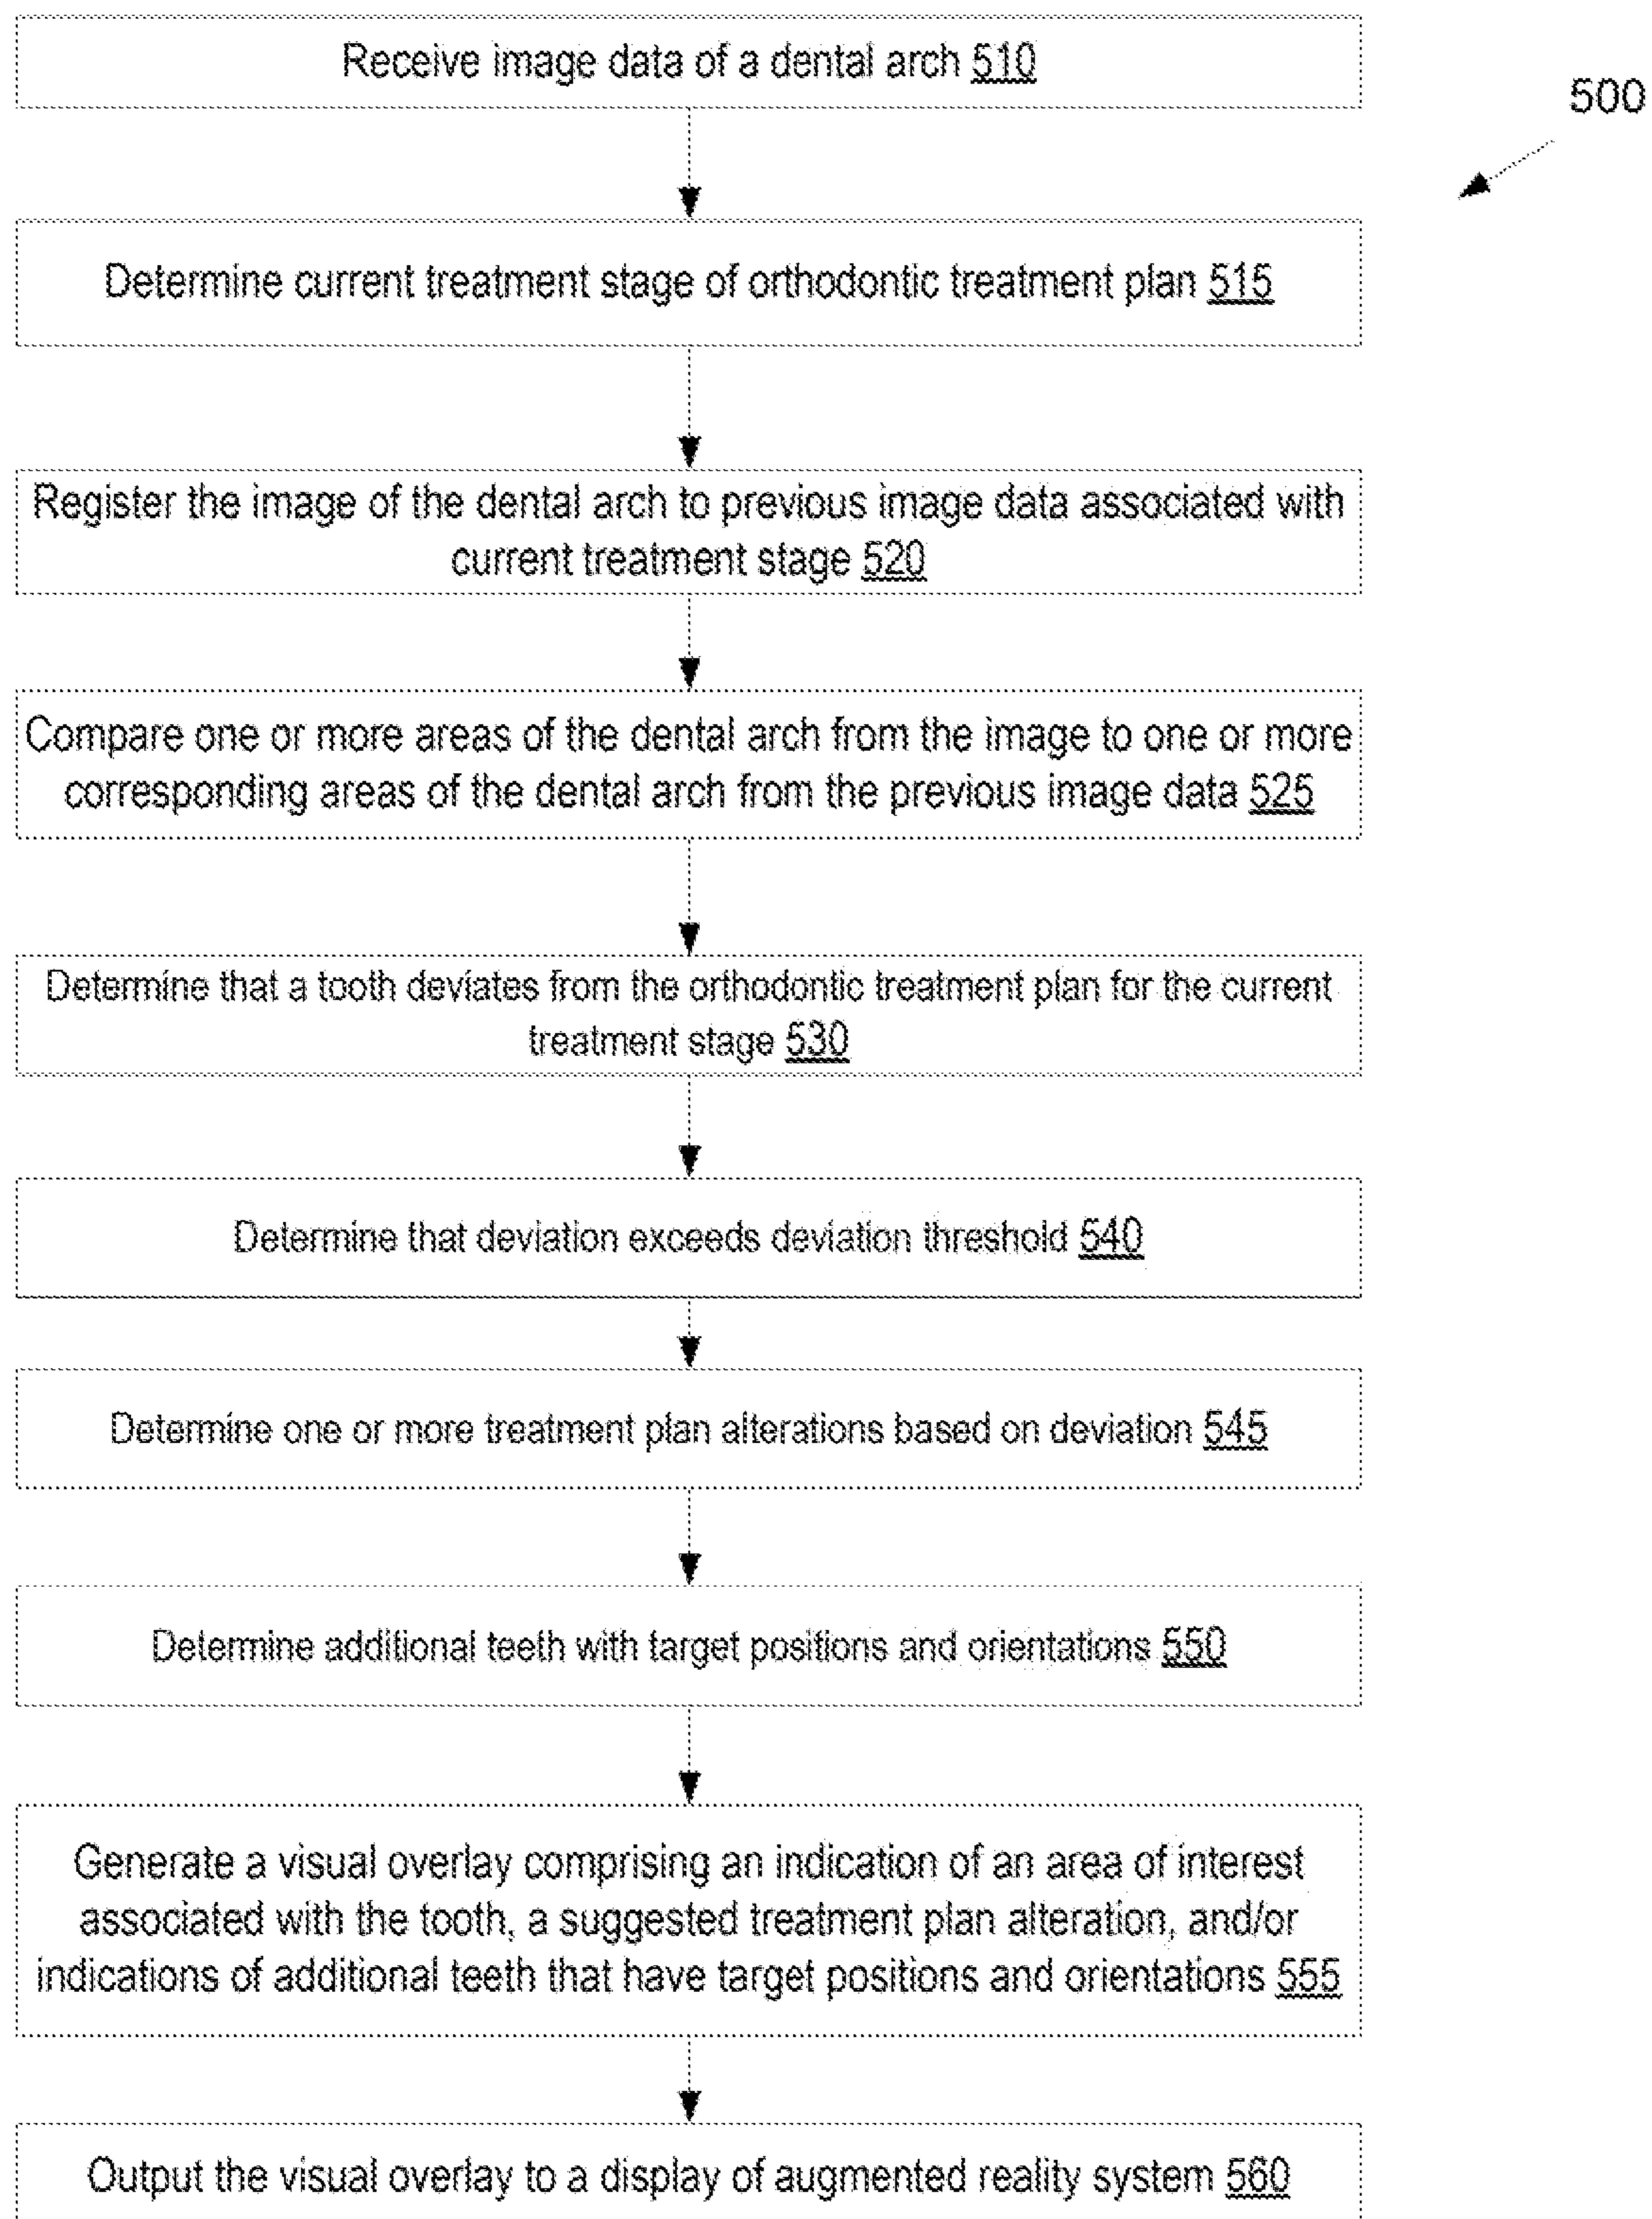 Receive image data of a dental arch 510
500
Determine current treatment stage of orthodontic treatment plan 515
Register the image of the dental arch to previous image data associated with
current treatment stage 520
Compare one or more areas of the dental arch from the image to one or more
corresponding areas of the dental arch from the previous image data 525
Determine that a tooth deviates from the orthodontic treatment plan for the current
treatment stage 530
Determine that deviation exceeds deviation threshold 540
Determine one or more treatment plan alterations based on deviation 545
Determine additional teeth with target positions and orientations 550
Generate a visual overlay comprising an indication of an area of interest
associated with the tooth, a suggested treatment plan alteration, and/or
indications of additional teeth that have target positions and orientations 555
Output the visual overlay to a display of augmented reality system 560